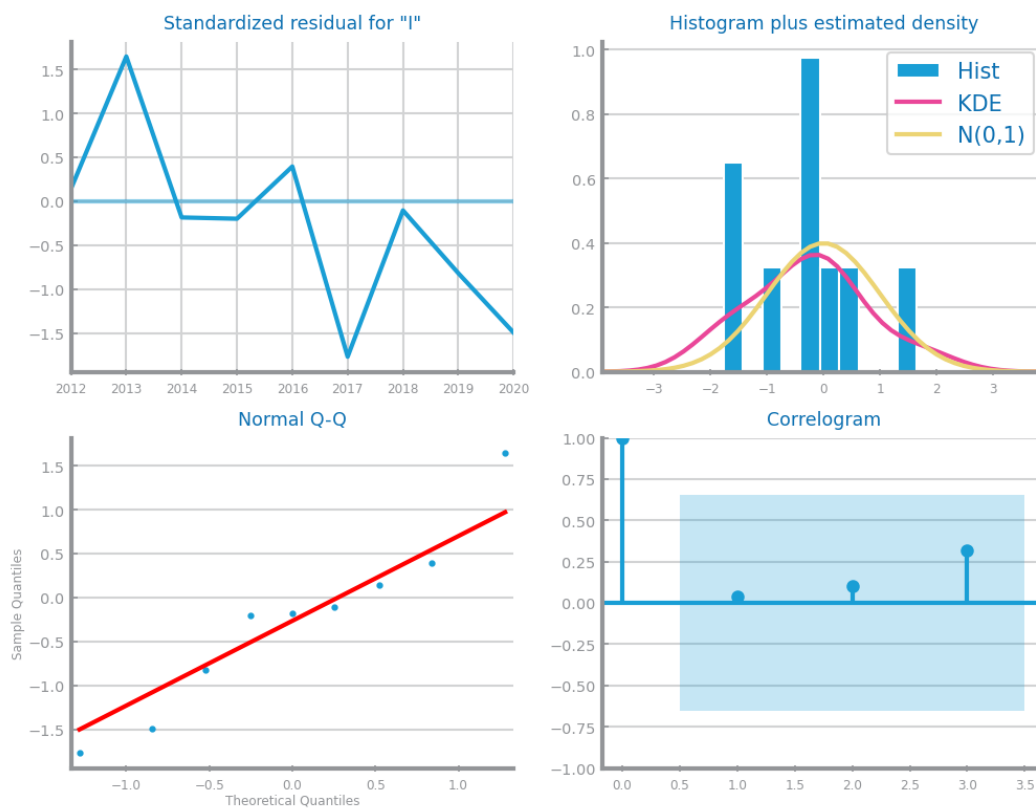 Standardized residual for "I"
1.5
1.0
0.5
0.0
−0.5
−1.0
−1.5
2012 2013 2014 2015 2016 2017 2018 2019 2020
Histogram plus estimated density
1.0
0.8
0.6
0.4
0.2
0.0
Hist
KDE
N(0,1)
−3 −2 −1 0 1 2 3
Normal Q-Q
Sample Quantiles
1.5
1.0
0.5
0.0
−0.5
−1.0
−1.5
−1.0 −0.5 0.0 0.5 1.0
Theoretical Quantiles
Correlogram
1.00
0.75
0.50
0.25
0.00
−0.25
−0.50
−0.75
−1.00
0.0 0.5 1.0 1.5 2.0 2.5 3.0 3.5